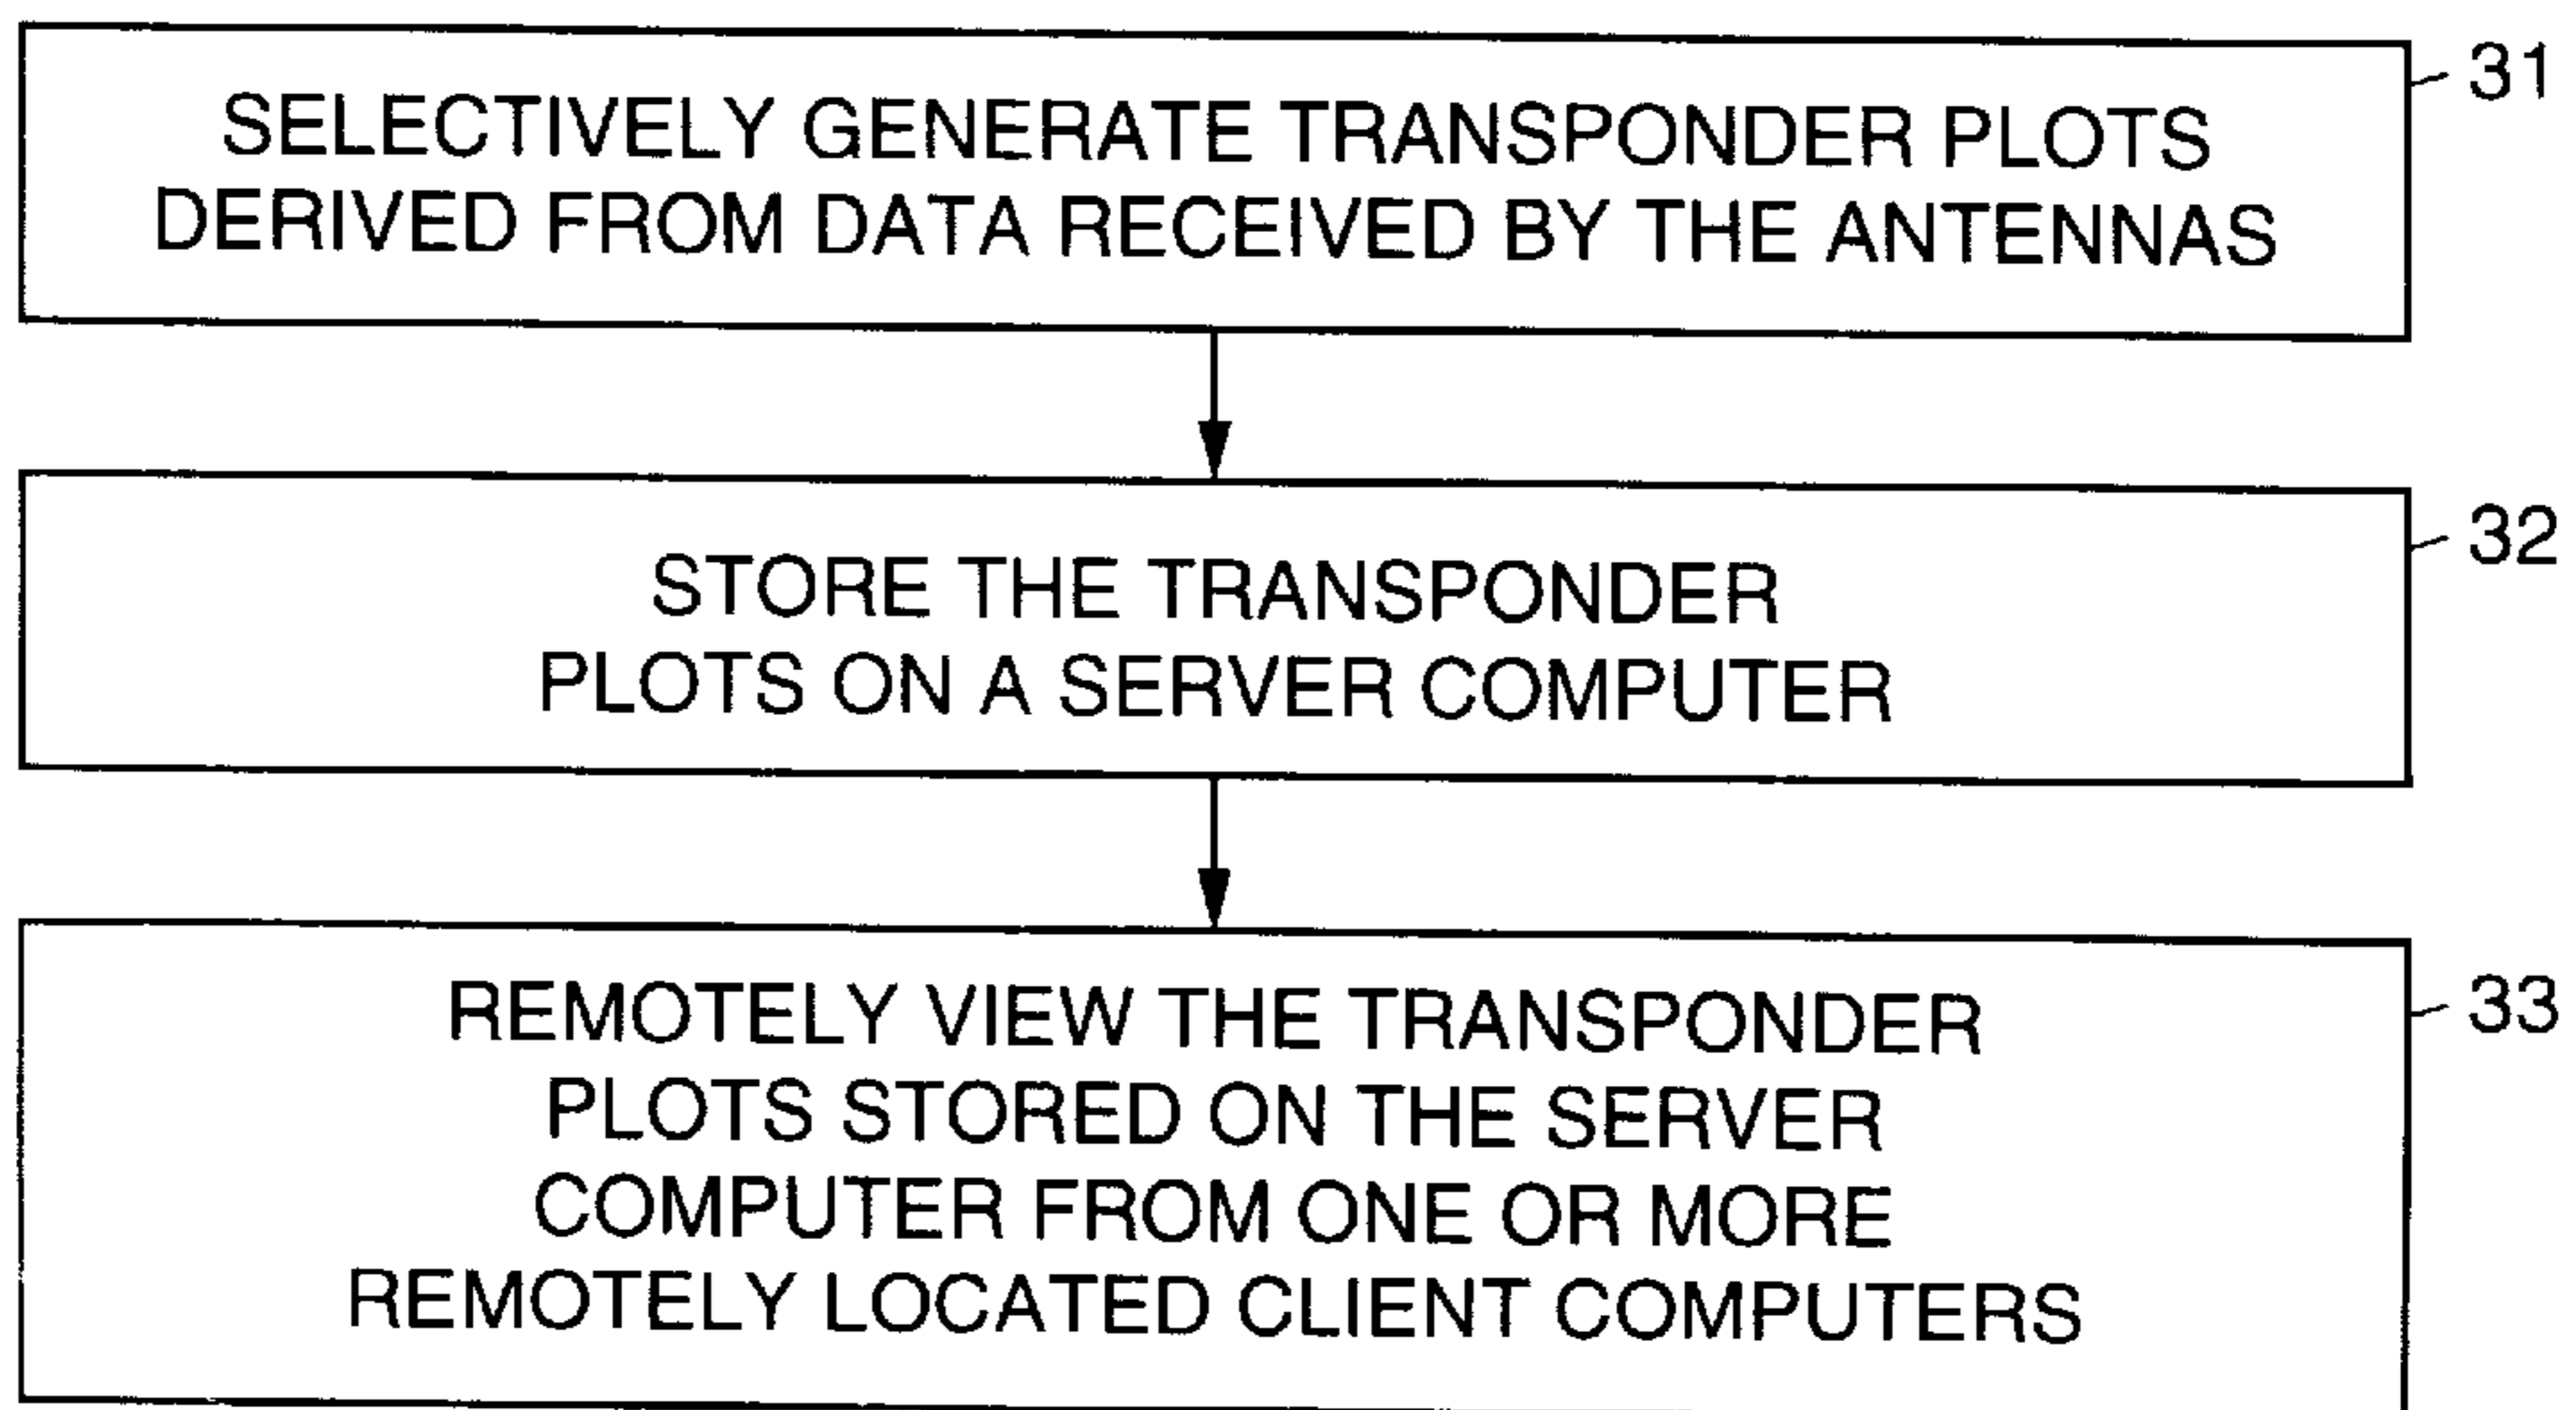 SELECTIVELY GENERATE TRANSPONDER PLOTS
DERIVED FROM DATA RECEIVED BY THE ANTENNAS
31
STORE THE TRANSPONDER
PLOTS ON A SERVER COMPUTER
32
REMOTELY VIEW THE TRANSPONDER
PLOTS STORED ON THE SERVER
COMPUTER FROM ONE OR MORE
REMOTELY LOCATED CLIENT COMPUTERS
33